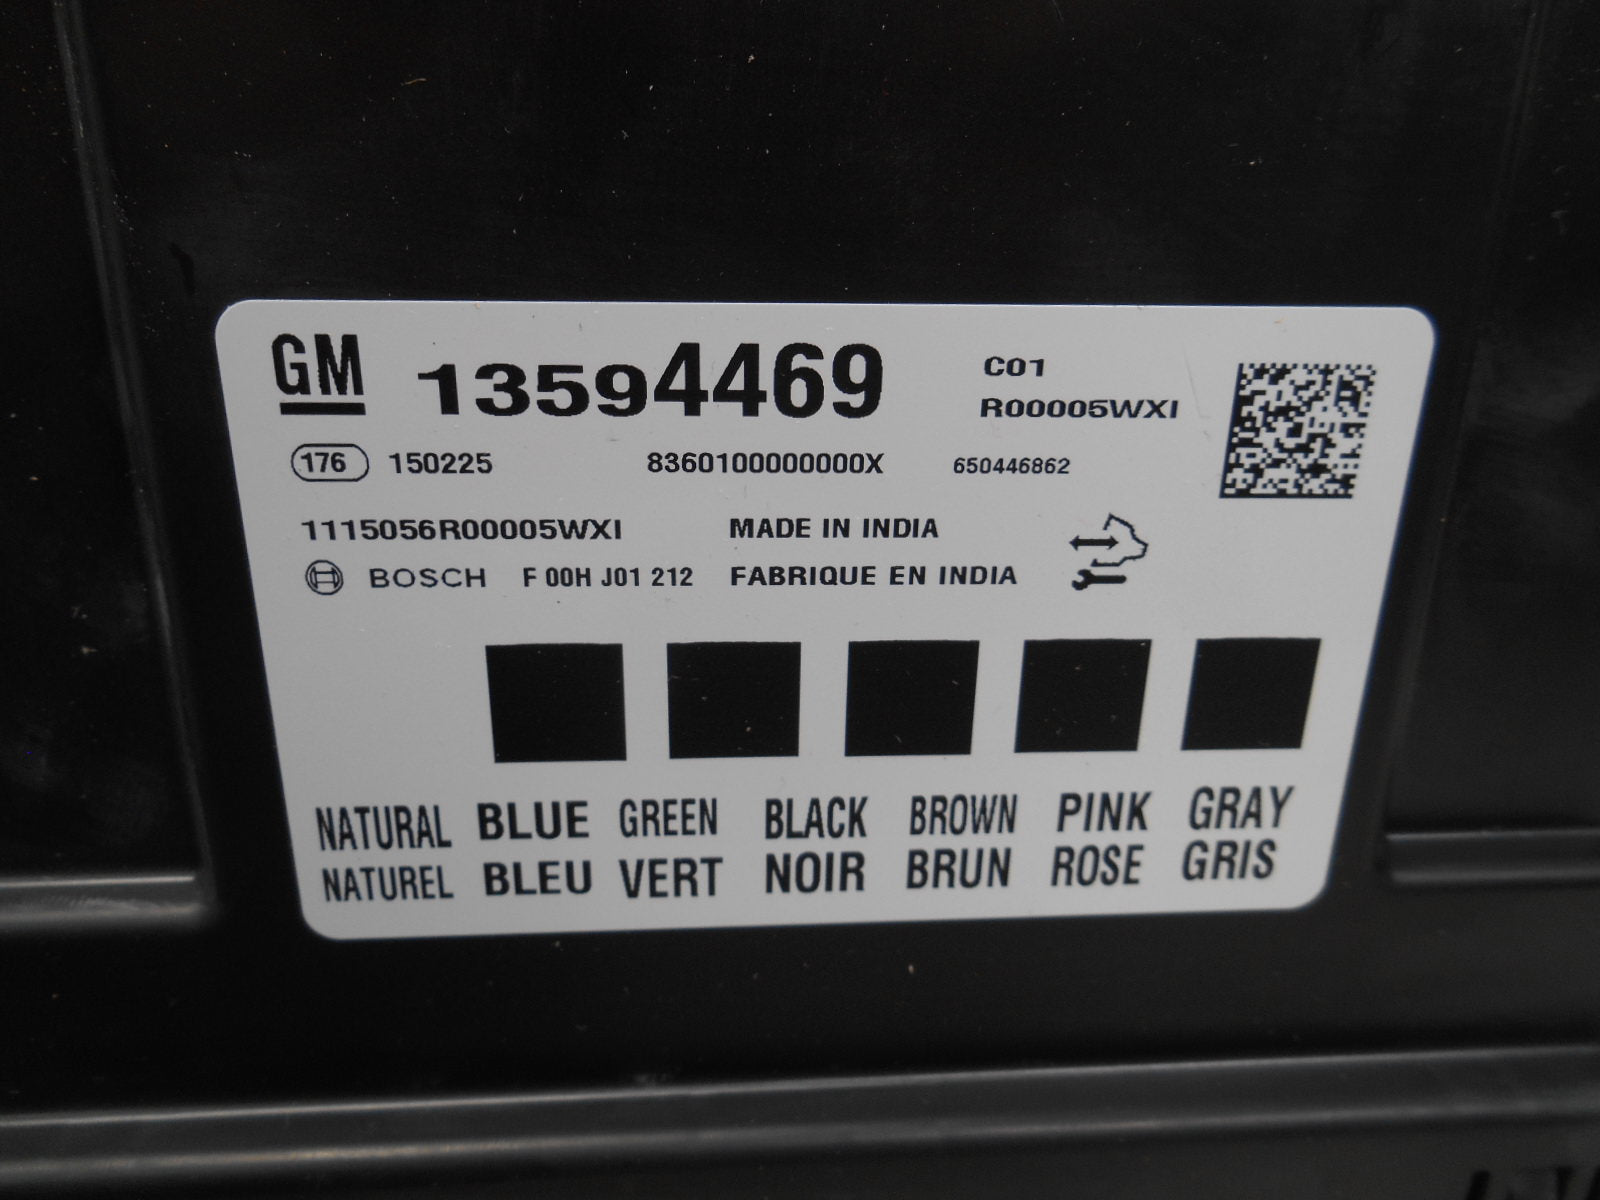 GM 13594469 C01
R00005WXI
176 150225 8360100000000X 650446862
1115056R00005WXI MADE IN INDIA
BOSCH F 00H J01 212 FABRIQUE EN INDIA
NATURAL BLUE GREEN BLACK BROWN PINK GRAY
NATUREL BLEU VERT NOIR BRUN ROSE GRIS